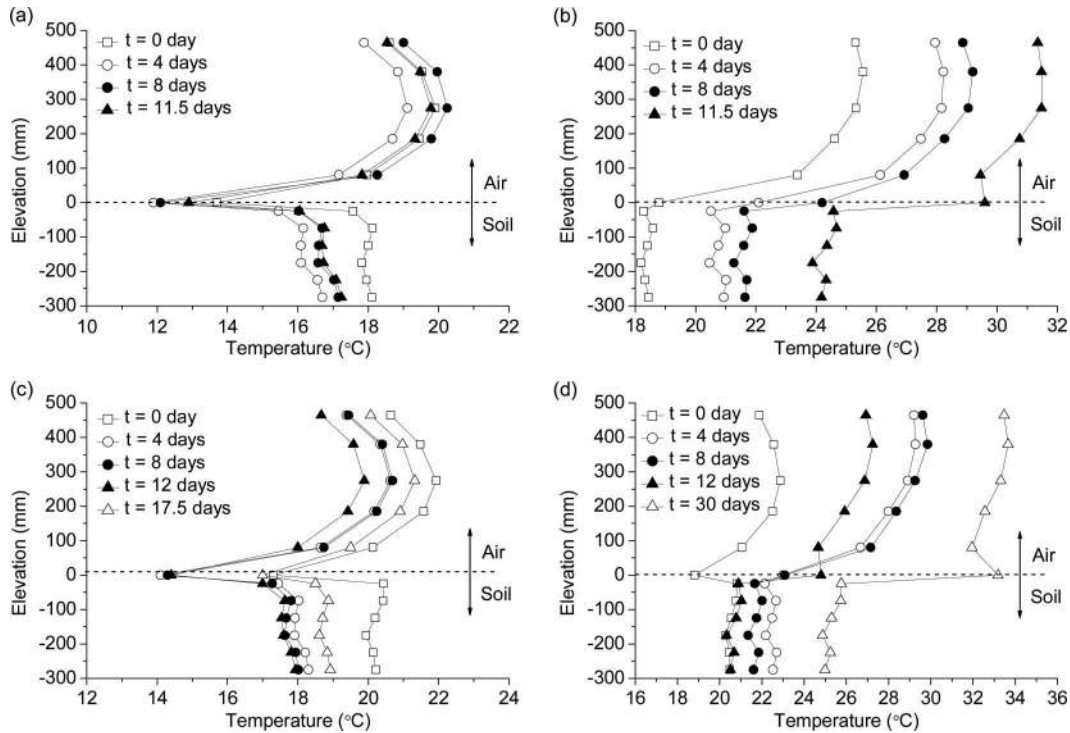 (a)
500
400
300
200
100
0
-100
-200
-300
Elevation (mm)
t = 0 day
t = 4 days
t = 8 days
t = 11.5 days
Air
Soil
10 12 14 16 18 20 22
Temperature (°C)
(b)
500
400
300
200
100
0
-100
-200
-300
Elevation (mm)
t = 0 day
t = 4 days
t = 8 days
t = 11.5 days
Air
Soil
18 20 22 24 26 28 30 32
Temperature (°C)
(c)
500
400
300
200
100
0
-100
-200
-300
Elevation (mm)
t = 0 day
t = 4 days
t = 8 days
t = 12 days
t = 17.5 days
Air
Soil
12 14 16 18 20 22 24
Temperature (°C)
(d)
500
400
300
200
100
0
-100
-200
-300
Elevation (mm)
t = 0 day
t = 4 days
t = 8 days
t = 12 days
t = 30 days
Air
Soil
16 18 20 22 24 26 28 30 32 34 36
Temperature (°C)